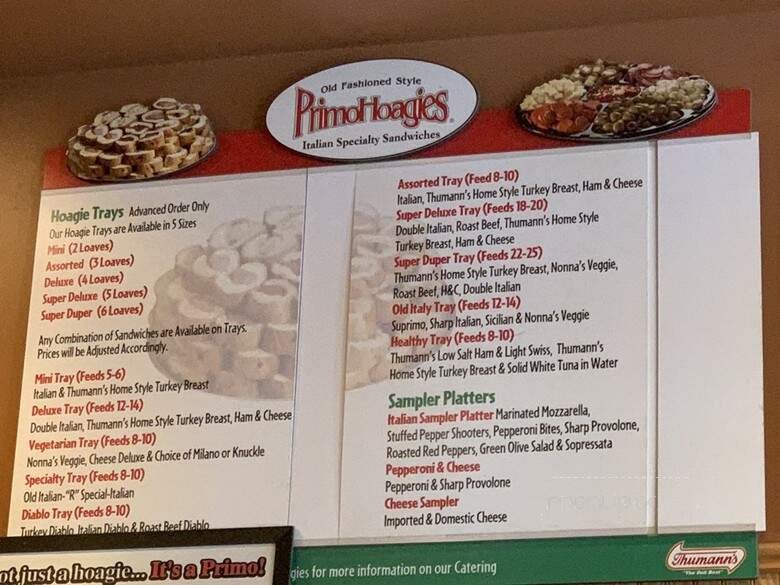 Old Fashioned Style
PrimoHoagies
Italian Specialty Sandwiches
Hoagie Trays Advanced Order Only
Our Hoagie Trays are Available in 5 Sizes
Mini (2 Loaves)
Assorted (3 Loaves)
Deluxe (4 Loaves)
Super Deluxe (5 Loaves)
Super Duper (6 Loaves)
Any Combination of Sandwiches are Available on Trays.
Prices will be Adjusted Accordingly.
Mini Tray (Feeds 5-6)
Italian & Thumann's Home Style Turkey Breast
Deluxe Tray (Feeds 12-14)
Double Italian, Thumann's Home Style Turkey Breast, Ham & Cheese
Vegetarian Tray (Feeds 8-10)
Nonna's Veggie, Cheese Deluxe & Choice of Milano or Knuckle
Specialty Tray (Feeds 8-10)
Old Italian-"R" Special-Italian
Diablo Tray (Feeds 8-10)
Turkey Diablo, Italian Diablo & Roast Beef Diablo
Assorted Tray (Feed 8-10)
Italian, Thumann's Home Style Turkey Breast, Ham & Cheese
Super Deluxe Tray (Feeds 18-20)
Double Italian, Roast Beef, Thumann's Home Style
Turkey Breast, Ham & Cheese
Super Duper Tray (Feeds 22-25)
Thumann's Home Style Turkey Breast, Nonna's Veggie,
Roast Beef, H&C, Double Italian
Old Italy Tray (Feeds 12-14)
Suprimo, Sharp Italian, Sicilian & Nonna's Veggie
Healthy Tray (Feeds 8-10)
Thumann's Low Salt Ham & Light Swiss, Thumann's
Home Style Turkey Breast & Solid White Tuna in Water
Sampler Platters
Italian Sampler Platter Marinated Mozzarella,
Stuffed Pepper Shooters, Pepperoni Bites, Sharp Provolone,
Roasted Red Peppers, Green Olive Salad & Sopressata
Pepperoni & Cheese
Pepperoni & Sharp Provolone
Cheese Sampler
Imported & Domestic Cheese
ot just a hoagie... It's a Primo!
gies for more information on our Catering
Thumann's
"The Deli Best"